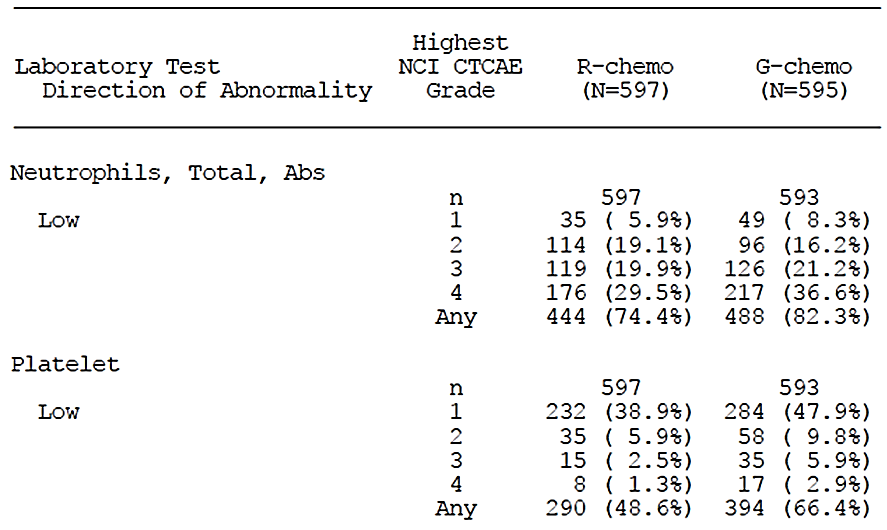 Highest
Laboratory Test NCI CTCAE R-chemo G-chemo
Direction of Abnormality Grade (N=597) (N=595)
Neutrophils, Total, Abs
n 597 593
Low 1 35 ( 5.9%) 49 ( 8.3%)
2 114 (19.1%) 96 (16.2%)
3 119 (19.9%) 126 (21.2%)
4 176 (29.5%) 217 (36.6%)
Any 444 (74.4%) 488 (82.3%)
Platelet
n 597 593
Low 1 232 (38.9%) 284 (47.9%)
2 35 ( 5.9%) 58 ( 9.8%)
3 15 ( 2.5%) 35 ( 5.9%)
4 8 ( 1.3%) 17 ( 2.9%)
Any 290 (48.6%) 394 (66.4%)